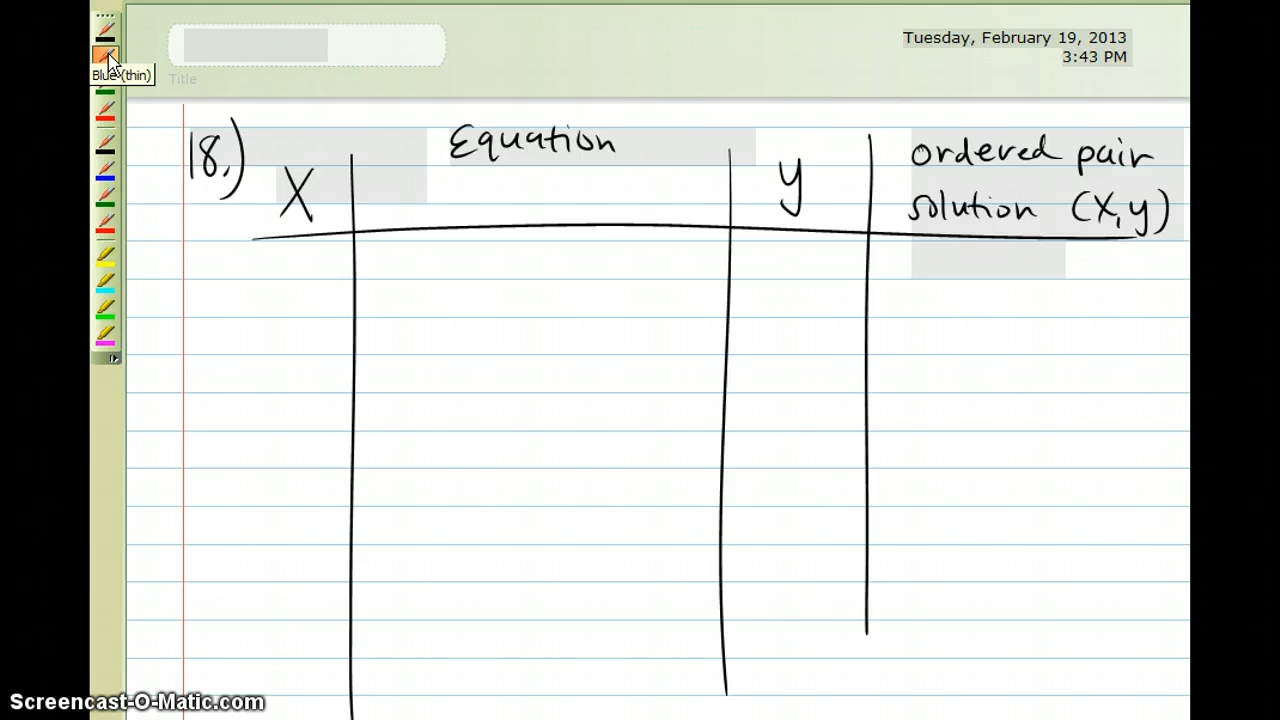 Tuesday, February 19, 2013
3:43 PM
Blue (thin)
Title
18.)
X
Equation
y
ordered pair
solution (X,y)
Screencast-O-Matic.com